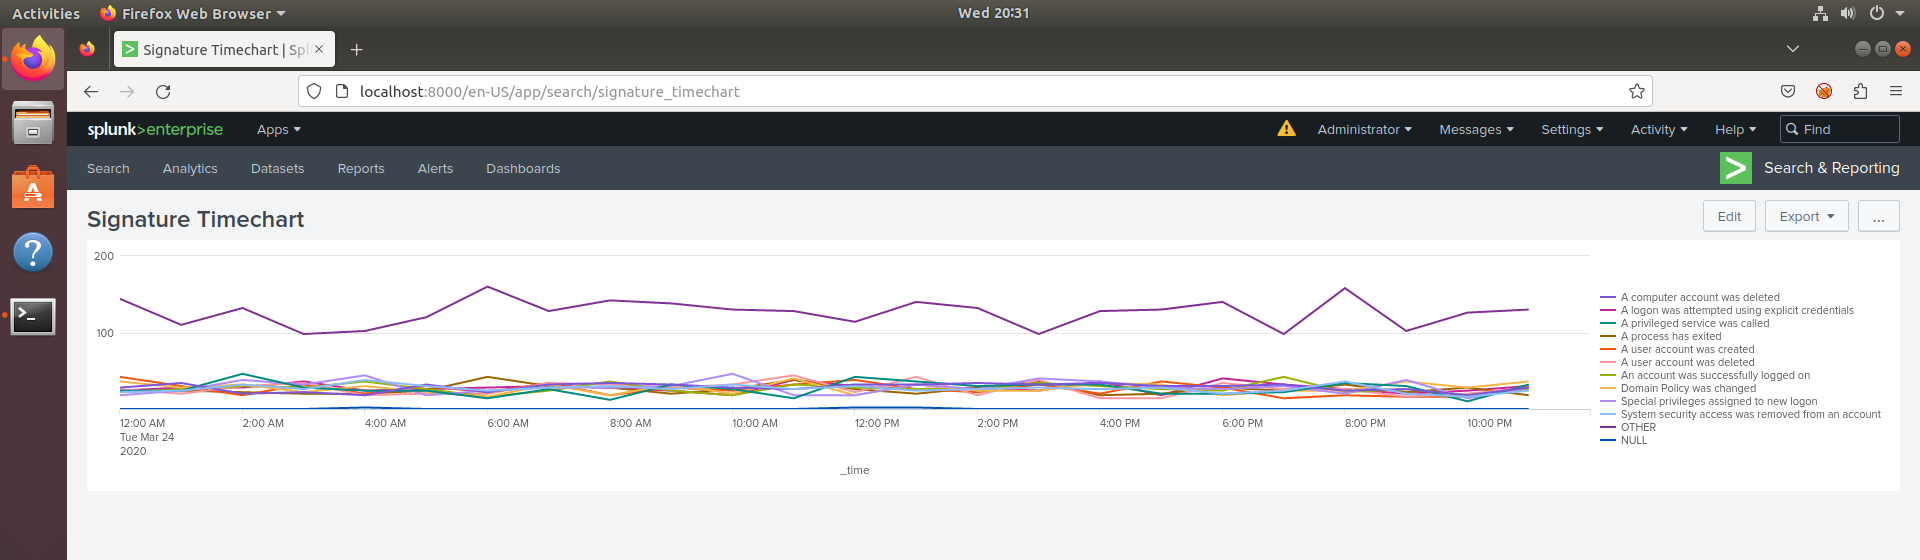 Activities Firefox Web Browser Wed 20:31
Signature Timechart | Spl
localhost:8000/en-US/app/search/signature_timechart
splunk>enterprise Apps Administrator Messages Settings Activity Help Find
Search Analytics Datasets Reports Alerts Dashboards Search & Reporting
Signature Timechart Edit Export ...
200
100
12:00 AM 2:00 AM 4:00 AM 6:00 AM 8:00 AM 10:00 AM 12:00 PM 2:00 PM 4:00 PM 6:00 PM 8:00 PM 10:00 PM
Tue Mar 24
2020
_time
A computer account was deleted
A logon was attempted using explicit credentials
A privileged service was called
A process has exited
A user account was created
A user account was deleted
An account was successfully logged on
Domain Policy was changed
Special privileges assigned to new logon
System security access was removed from an account
OTHER
NULL